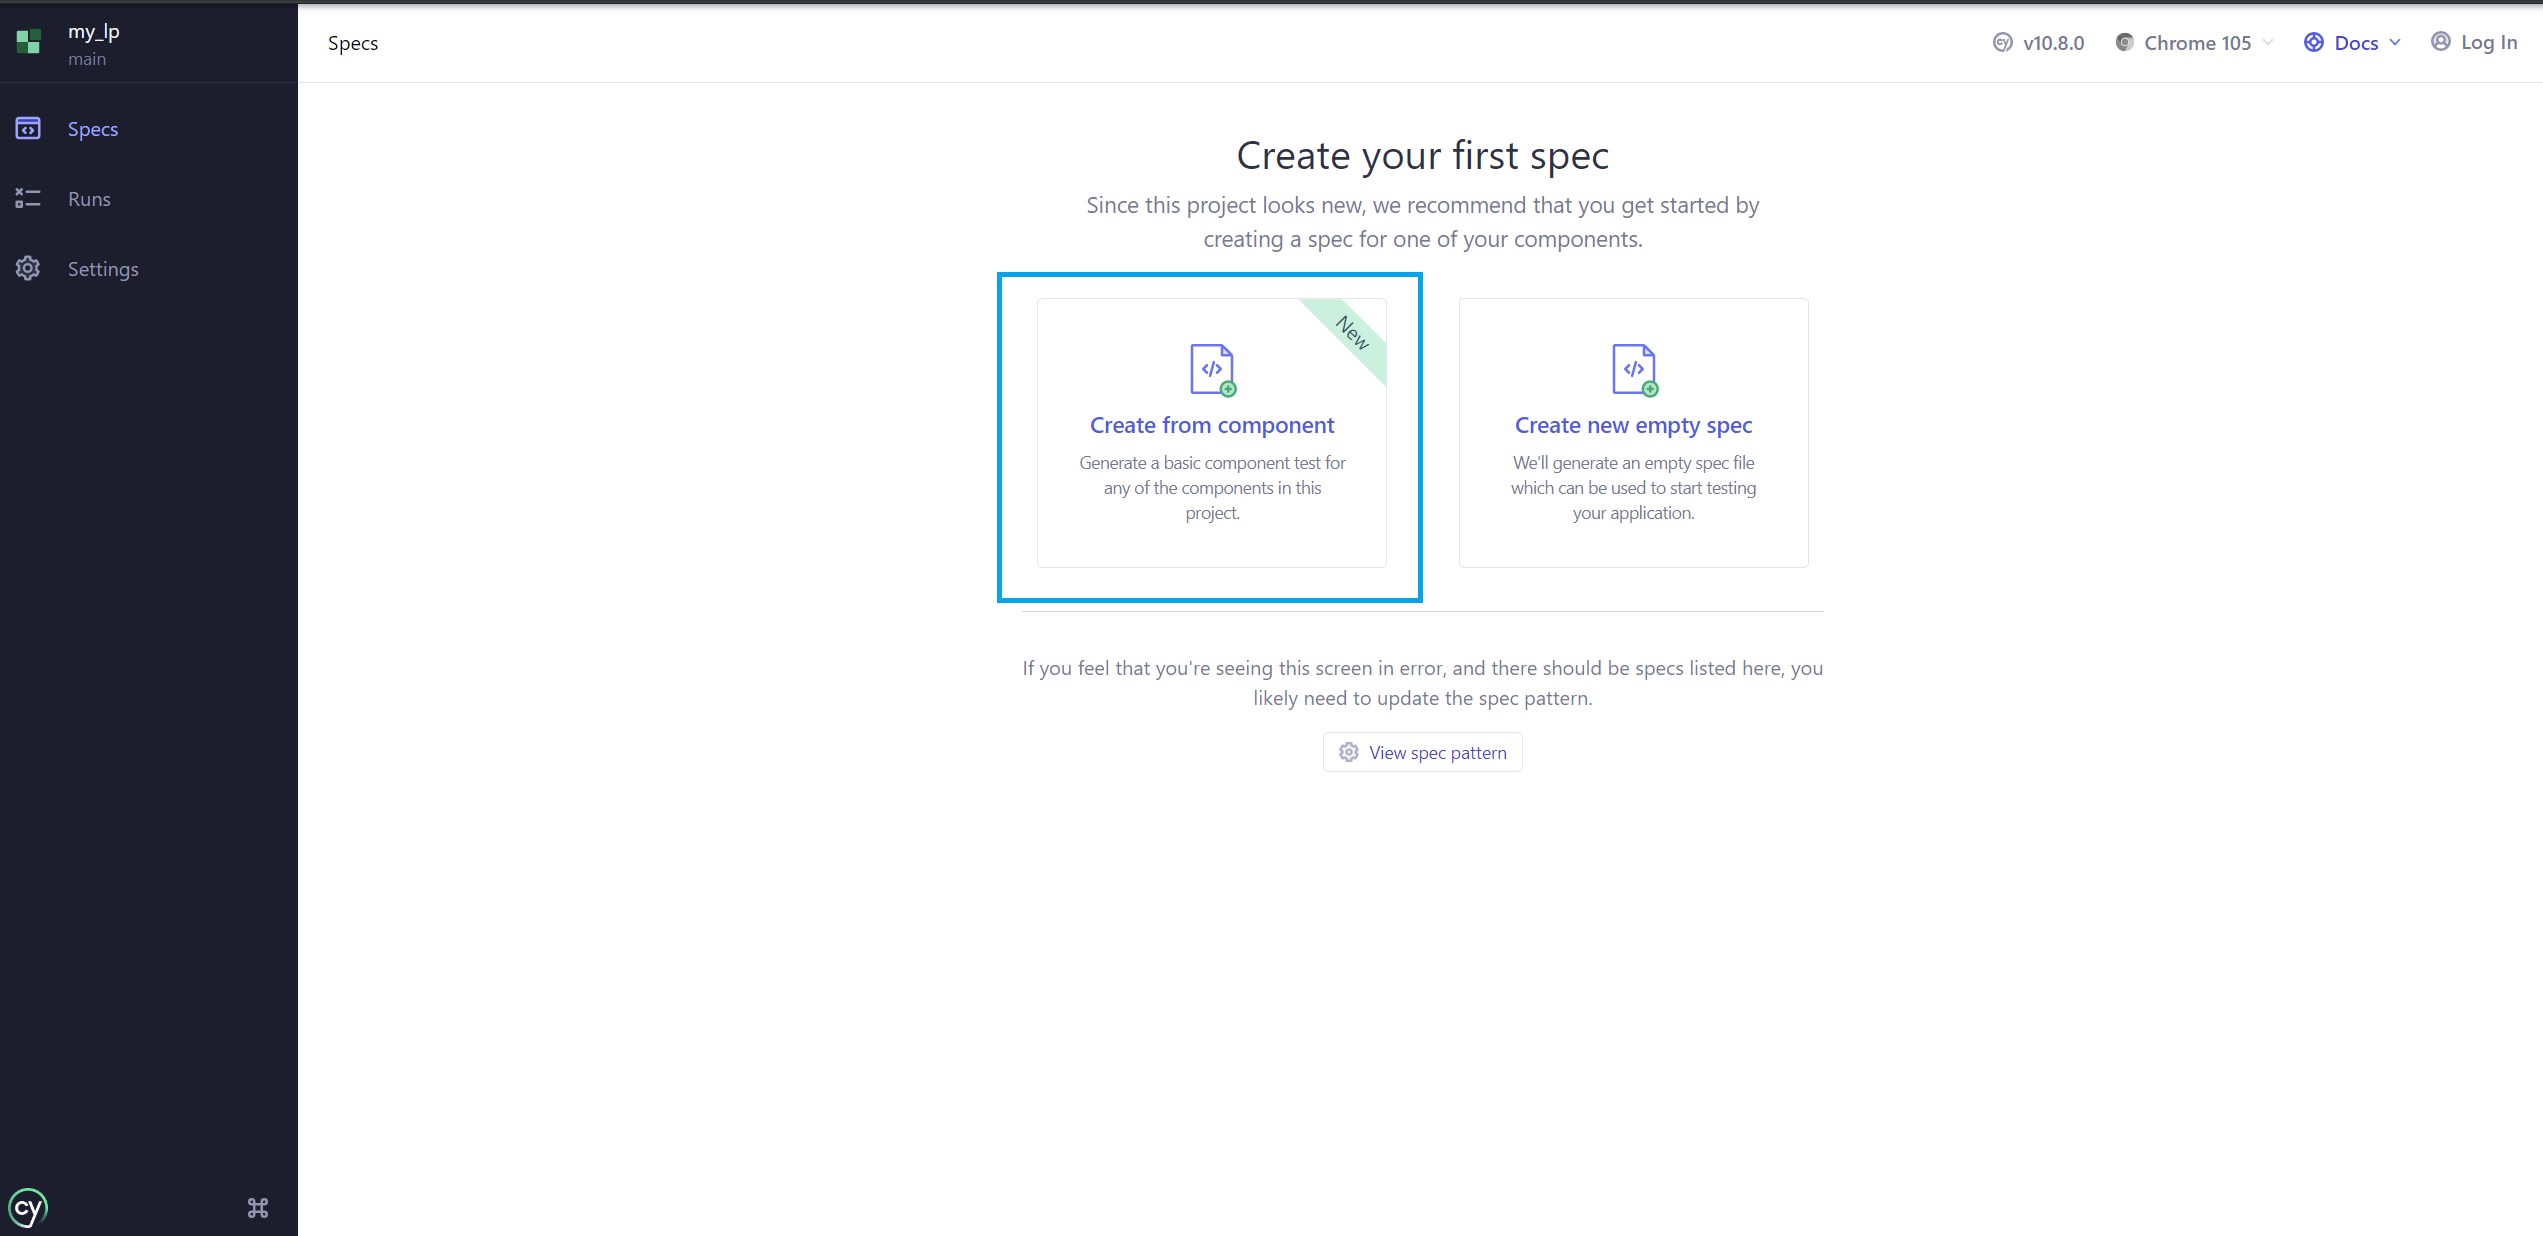 my_lp
main
Specs
Runs
Settings
cy
Specs
cy v10.8.0 Chrome 105 Docs Log In
Create your first spec
Since this project looks new, we recommend that you get started by
creating a spec for one of your components.
New
Create from component
Generate a basic component test for
any of the components in this
project.
Create new empty spec
We'll generate an empty spec file
which can be used to start testing
your application.
If you feel that you're seeing this screen in error, and there should be specs listed here, you
likely need to update the spec pattern.
View spec pattern